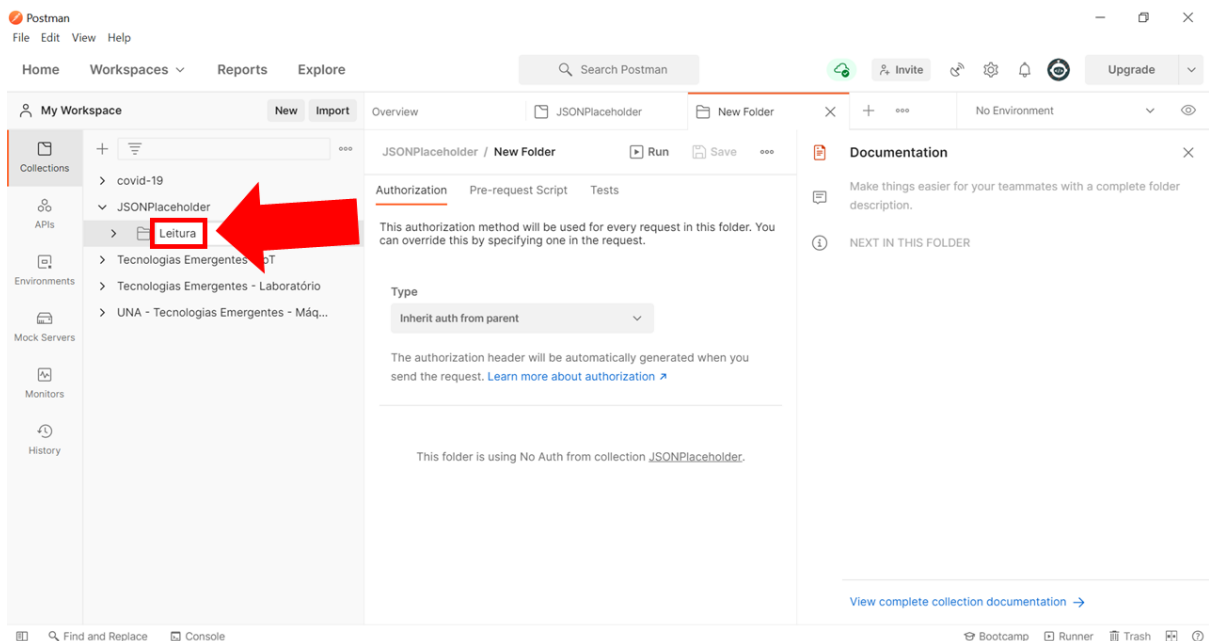 Postman
File Edit View Help
Home Workspaces Reports Explore
Search Postman
Invite
Upgrade
My Workspace
New Import
Overview
JSONPlaceholder
New Folder
No Environment
Collections
APIs
Environments
Mock Servers
Monitors
History
covid-19
JSONPlaceholder
Leitura
Tecnologias Emergentes
oT
Tecnologias Emergentes - Laboratório
UNA - Tecnologias Emergentes - Máq...
JSONPlaceholder / New Folder
Run
Save
Authorization Pre-request Script Tests
This authorization method will be used for every request in this folder. You
can override this by specifying one in the request.
Type
Inherit auth from parent
The authorization header will be automatically generated when you
send the request. Learn more about authorization ↗
This folder is using No Auth from collection JSONPlaceholder.
Documentation
Make things easier for your teammates with a complete folder
description.
NEXT IN THIS FOLDER
View complete collection documentation →
Find and Replace
Console
Bootcamp
Runner
Trash